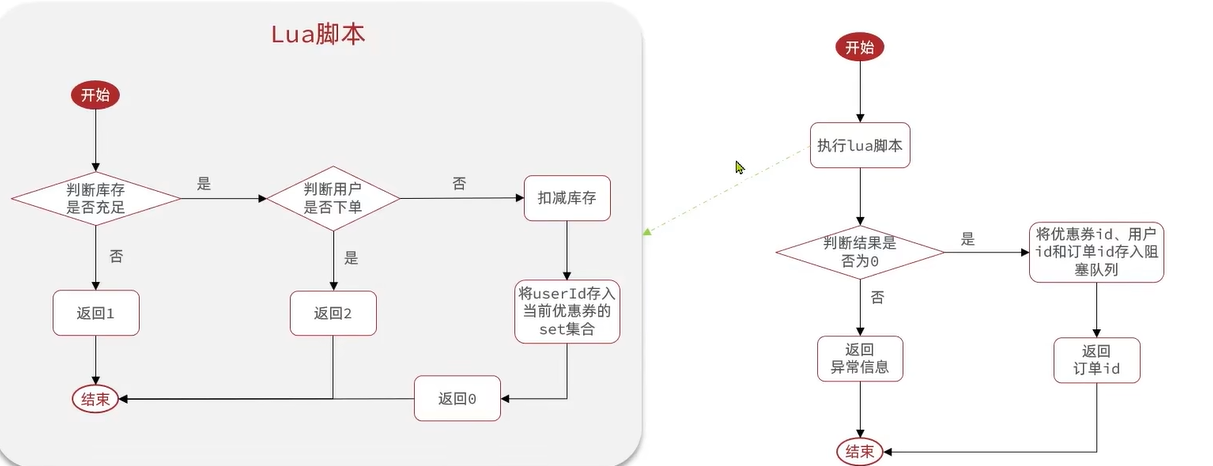 Lua脚本
开始
判断库存
是否充足
是
判断用户
是否下单
否
扣减库存
否
是
返回1
返回2
将userId存入
当前优惠券的
set集合
结束
返回0
开始
执行lua脚本
判断结果是
否为0
是
将优惠券id、用户
id和订单id存入阻
塞队列
否
返回
异常信息
返回
订单id
结束